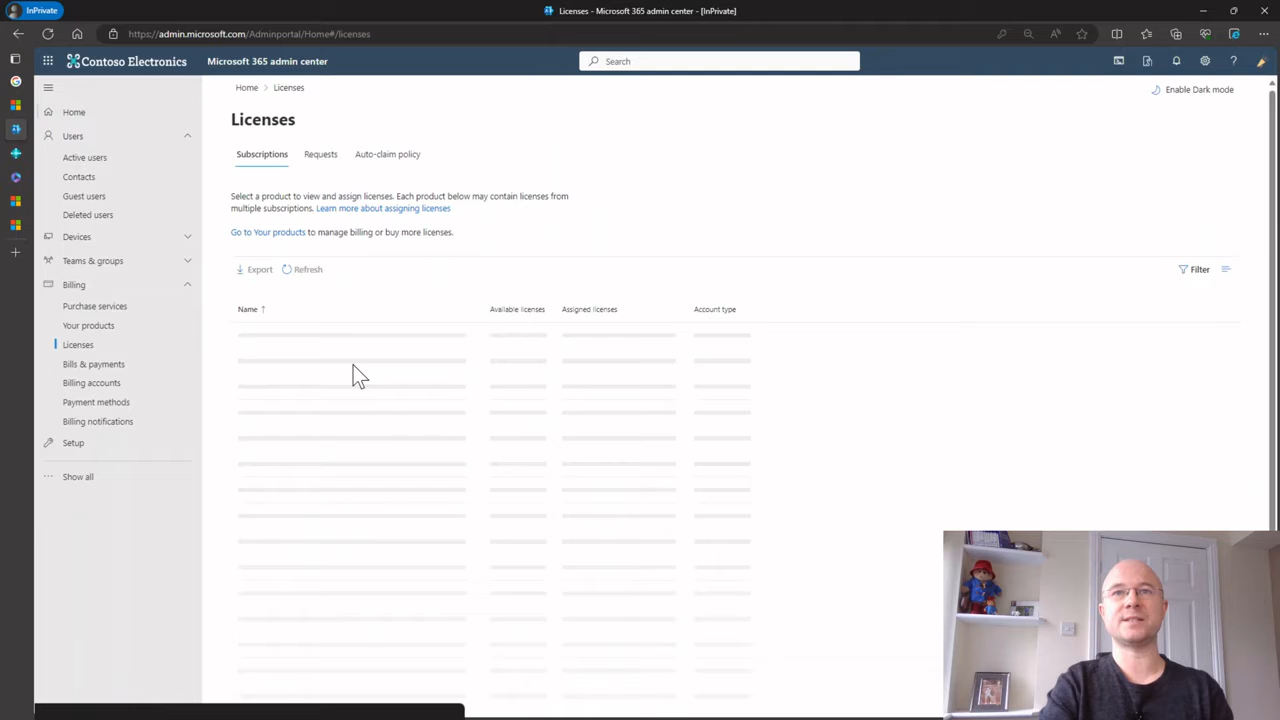 InPrivate
Licenses - Microsoft 365 admin center - [InPrivate]
https://admin.microsoft.com/Adminportal/Home#/licenses
Contoso Electronics
Microsoft 365 admin center
Search
Home > Licenses
Enable Dark mode
Home
Users
Active users
Contacts
Guest users
Deleted users
Devices
Teams & groups
Billing
Purchase services
Your products
Licenses
Bills & payments
Billing accounts
Payment methods
Billing notifications
Setup
Show all
Licenses
Subscriptions
Requests
Auto-claim policy
Select a product to view and assign licenses. Each product below may contain licenses from
multiple subscriptions. Learn more about assigning licenses
Go to Your products to manage billing or buy more licenses.
Export
Refresh
Filter
Name ↑
Available licenses
Assigned licenses
Account type